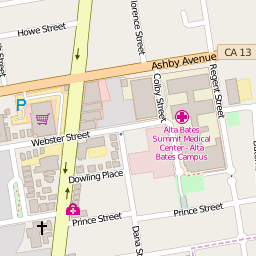 Howe Street
Florence Street
Ashby Avenue
CA 13
Street
Colby Street
Regent Street
P
Webster Street
Alta Bates
Summit Medical
Center - Alta
Bates Campus
Dowling Place
Prince Street
Prince Street
Dana St